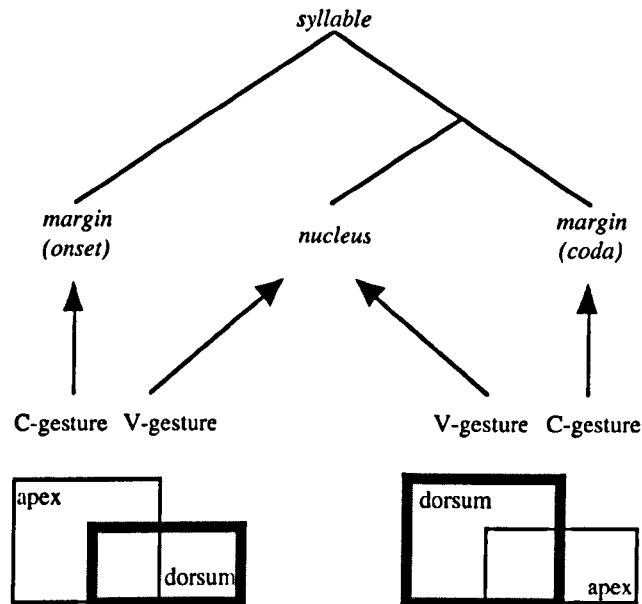 syllable
margin
(onset)
nucleus
margin
(coda)
C-gesture V-gesture
V-gesture C-gesture
apex
dorsum
dorsum
apex